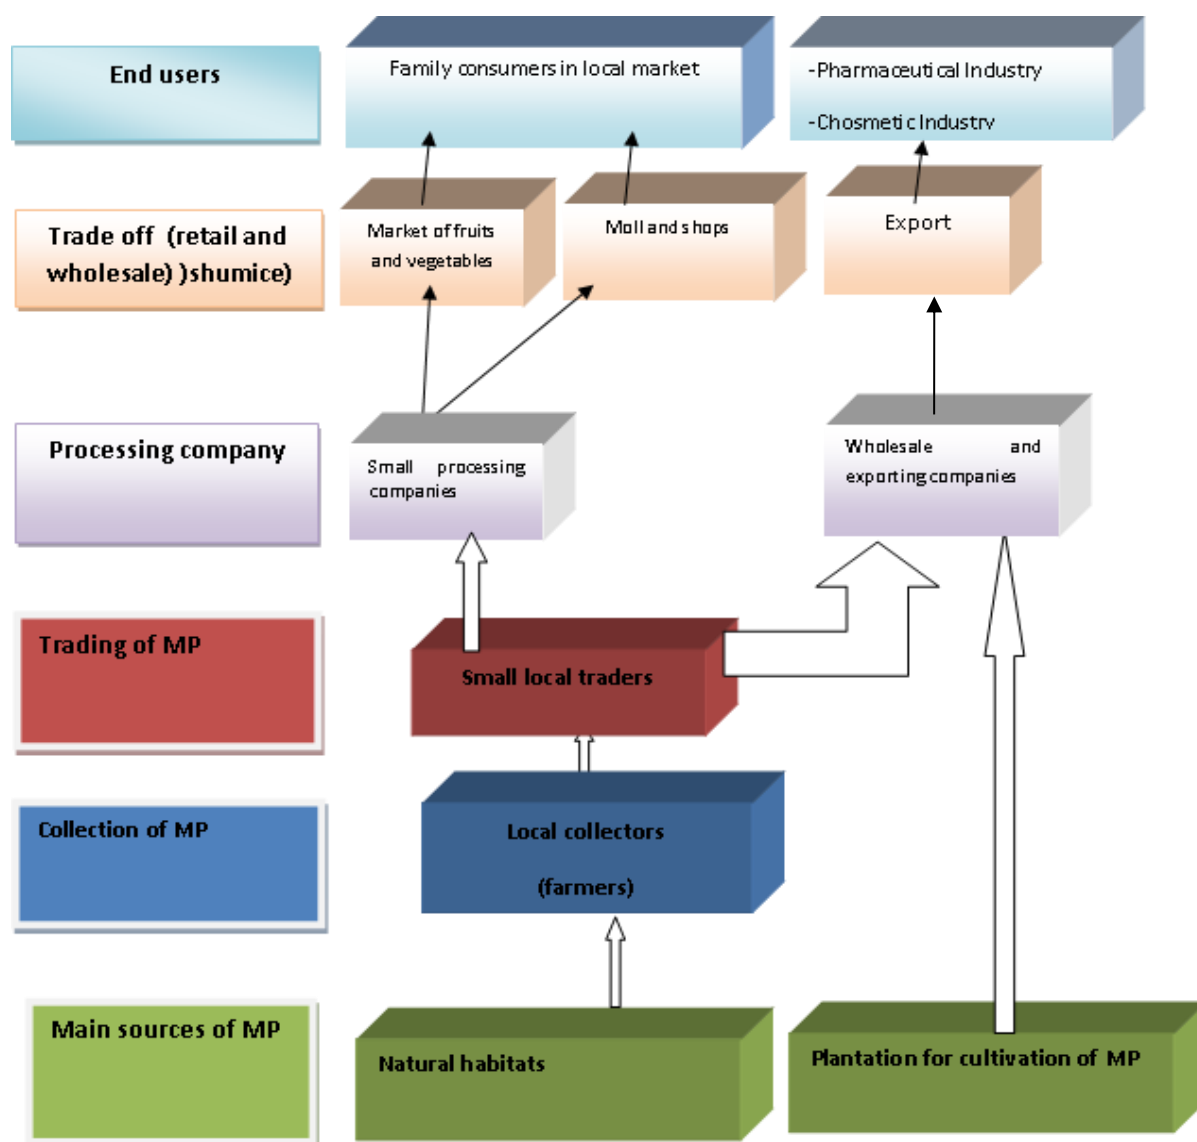 End users
Family consumers in local market
-Pharmaceutical Industry
-Chosmetic Industry
Trade off (retail and
wholesale) )shumice)
Market of fruits
and vegetables
Moll and shops
Export
Processing company
Small processing
companies
Wholesale and
exporting companies
Trading of MP
Small local traders
Collection of MP
Local collectors
(farmers)
Main sources of MP
Natural habitats
Plantation for cultivation of MP